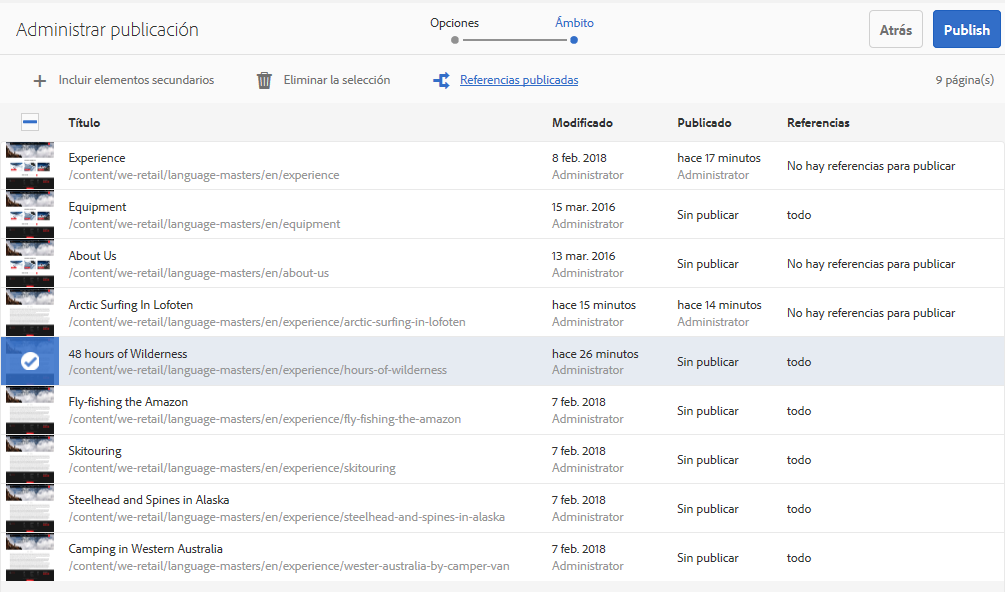 Administrar publicación
Opciones
Ámbito
Atrás
Publish
Incluir elementos secundarios
Eliminar la selección
Referencias publicadas
9 página(s)
Título Modificado Publicado Referencias
Experience
/content/we-retail/language-masters/en/experience
8 feb. 2018
Administrator
hace 17 minutos
Administrator
No hay referencias para publicar
Equipment
/content/we-retail/language-masters/en/equipment
15 mar. 2016
Administrator
Sin publicar
todo
About Us
/content/we-retail/language-masters/en/about-us
13 mar. 2016
Administrator
Sin publicar
No hay referencias para publicar
Arctic Surfing In Lofoten
/content/we-retail/language-masters/en/experience/arctic-surfing-in-lofoten
hace 15 minutos
Administrator
hace 14 minutos
Administrator
No hay referencias para publicar
48 hours of Wilderness
/content/we-retail/language-masters/en/experience/hours-of-wilderness
hace 26 minutos
Administrator
Sin publicar
todo
Fly-fishing the Amazon
/content/we-retail/language-masters/en/experience/fly-fishing-the-amazon
7 feb. 2018
Administrator
Sin publicar
todo
Skitouring
/content/we-retail/language-masters/en/experience/skitouring
7 feb. 2018
Administrator
Sin publicar
todo
Steelhead and Spines in Alaska
/content/we-retail/language-masters/en/experience/steelhead-and-spines-in-alaska
7 feb. 2018
Administrator
Sin publicar
todo
Camping in Western Australia
/content/we-retail/language-masters/en/experience/wester-australia-by-camper-van
7 feb. 2018
Administrator
Sin publicar
todo